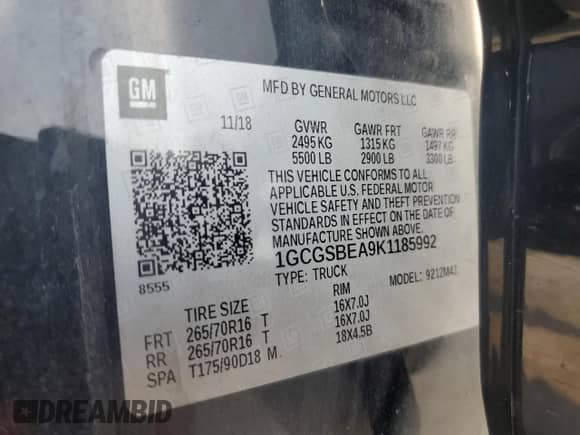 GM
MFD BY GENERAL MOTORS LLC
11/18
GVWR GAWR FRT GAWR RR
2495 KG 1315 KG 1497 KG
5500 LB 2900 LB 3300 LB
THIS VEHICLE CONFORMS TO ALL
APPLICABLE U.S. FEDERAL MOTOR
VEHICLE SAFETY AND THEFT PREVENTION
STANDARDS IN EFFECT ON THE DATE OF
MANUFACTURE SHOWN ABOVE.
1GCGSBEA9K1185992
8555
TYPE: TRUCK MODEL: 9212M43
TIRE SIZE RIM
FRT 265/70R16 T 16X7.0J
RR 265/70R16 T 16X7.0J
SPA T175/90D18 M 18X4.5B
DREAMBID